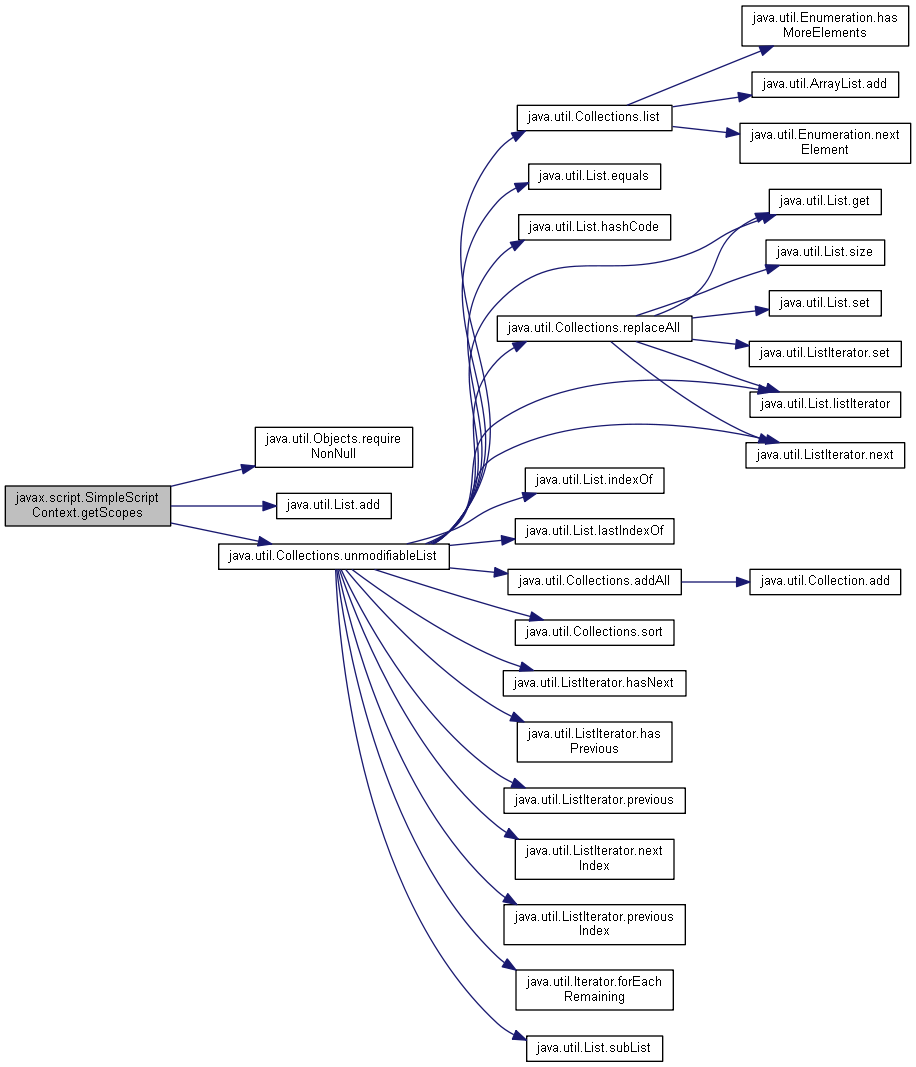 java.util.Enumeration.has
MoreElements
java.util.ArrayList.add
java.util.Collections.list
java.util.Enumeration.next
Element
java.util.List.equals
java.util.List.get
java.util.List.hashCode
java.util.List.size
java.util.List.set
java.util.Collections.replaceAll
java.util.ListIterator.set
java.util.List.listIterator
java.util.Objects.require
NonNull
java.util.ListIterator.next
java.util.List.indexOf
javax.script.SimpleScript
Context.getScopes
java.util.List.add
java.util.List.lastIndexOf
java.util.Collections.unmodifiableList
java.util.Collections.addAll
java.util.Collection.add
java.util.Collections.sort
java.util.ListIterator.hasNext
java.util.ListIterator.has
Previous
java.util.ListIterator.previous
java.util.ListIterator.next
Index
java.util.ListIterator.previous
Index
java.util.Iterator.forEach
Remaining
java.util.List.subList